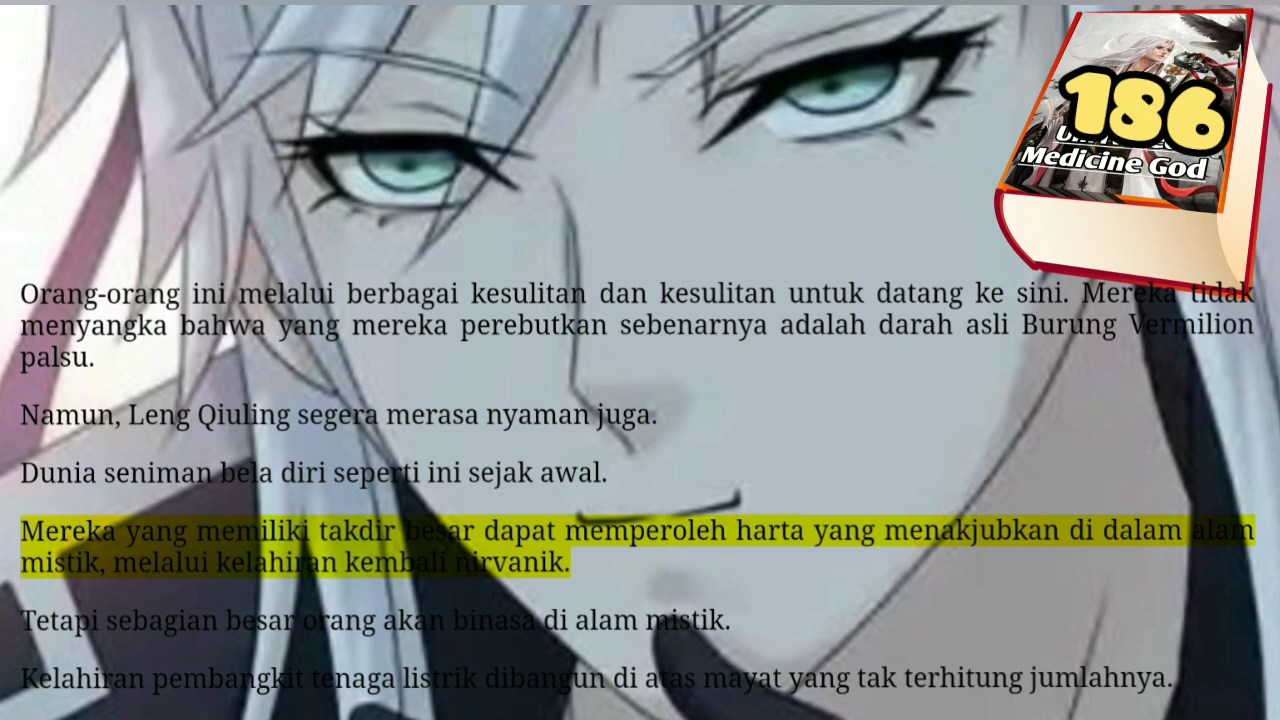 186
Medicine God
Orang-orang ini melalui berbagai kesulitan dan kesulitan untuk datang ke sini. Mereka tidak
menyangka bahwa yang mereka perebutkan sebenarnya adalah darah asli Burung Vermilion
palsu.
Namun, Leng Qiuling segera merasa nyaman juga.
Dunia seniman bela diri seperti ini sejak awal.
Mereka yang memiliki takdir besar dapat memperoleh harta yang menakjubkan di dalam alam
mistik, melalui kelahiran kembali nirvanik.
Tetapi sebagian besar orang akan binasa di alam mistik.
Kelahiran pembangkit tenaga listrik dibangun di atas mayat yang tak terhitung jumlahnya.